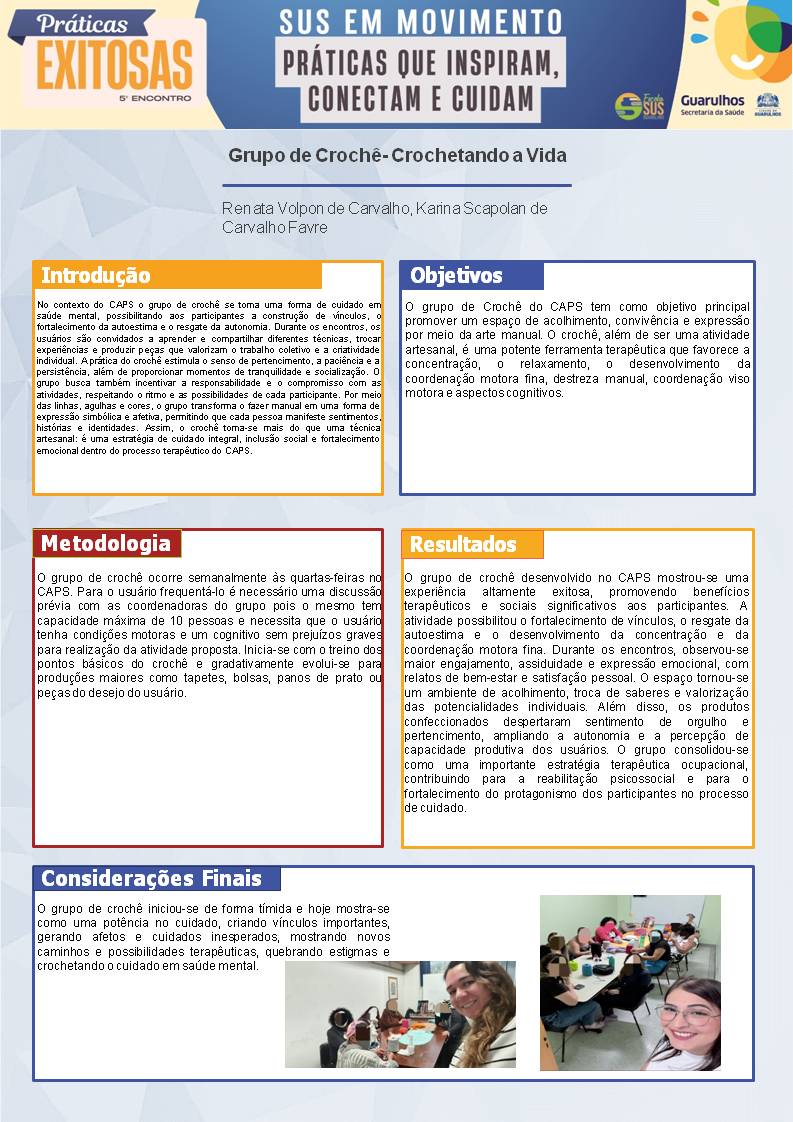 Práticas
EXITOSAS
5º ENCONTRO
SUS EM MOVIMENTO
PRÁTICAS QUE INSPIRAM,
CONECTAM E CUIDAM
Escola
SUS
GUARULHOS
Guarulhos
Secretaria da Saúde
GUARULHOS
Grupo de Crochê- Crochetando a Vida
Renata Volpon de Carvalho, Karina Scapolan de
Carvalho Favre
Introdução
No contexto do CAPS o grupo de crochê se torna uma forma de cuidado em
saúde mental, possibilitando aos participantes a construção de vínculos, o
fortalecimento da autoestima e o resgate da autonomia. Durante os encontros, os
usuários são convidados a aprender e compartilhar diferentes técnicas, trocar
experiências e produzir peças que valorizam o trabalho coletivo e a criatividade
individual. A prática do crochê estimula o senso de pertencimento, a paciência e a
persistência, além de proporcionar momentos de tranquilidade e socialização. O
grupo busca também incentivar a responsabilidade e o compromisso com as
atividades, respeitando o ritmo e as possibilidades de cada participante. Por meio
das linhas, agulhas e cores, o grupo transforma o fazer manual em uma forma de
expressão simbólica e afetiva, permitindo que cada pessoa manifeste sentimentos,
histórias e identidades. Assim, o crochê torna-se mais do que uma técnica
artesanal: é uma estratégia de cuidado integral, inclusão social e fortalecimento
emocional dentro do processo terapêutico do CAPS.
Objetivos
O grupo de Crochê do CAPS tem como objetivo principal
promover um espaço de acolhimento, convivência e expressão
por meio da arte manual. O crochê, além de ser uma atividade
artesanal, é uma potente ferramenta terapêutica que favorece a
concentração, o relaxamento, o desenvolvimento da
coordenação motora fina, destreza manual, coordenação viso
motora e aspectos cognitivos.
Metodologia
O grupo de crochê ocorre semanalmente às quartas-feiras no
CAPS. Para o usuário frequentá-lo é necessário uma discussão
prévia com as coordenadoras do grupo pois o mesmo tem
capacidade máxima de 10 pessoas e necessita que o usuário
tenha condições motoras e um cognitivo sem prejuízos graves
para realização da atividade proposta. Inicia-se com o treino dos
pontos básicos do crochê e gradativamente evolui-se para
produções maiores como tapetes, bolsas, panos de prato ou
peças do desejo do usuário.
Resultados
O grupo de crochê desenvolvido no CAPS mostrou-se uma
experiência altamente exitosa, promovendo benefícios
terapêuticos e sociais significativos aos participantes. A
atividade possibilitou o fortalecimento de vínculos, o resgate da
autoestima e o desenvolvimento da concentração e da
coordenação motora fina. Durante os encontros, observou-se
maior engajamento, assiduidade e expressão emocional, com
relatos de bem-estar e satisfação pessoal. O espaço tornou-se
um ambiente de acolhimento, troca de saberes e valorização
das potencialidades individuais. Além disso, os produtos
confeccionados despertaram sentimento de orgulho e
pertencimento, ampliando a autonomia e a percepção de
capacidade produtiva dos usuários. O grupo consolidou-se
como uma importante estratégia terapêutica ocupacional,
contribuindo para a reabilitação psicossocial e para o
fortalecimento do protagonismo dos participantes no processo
de cuidado.
Considerações Finais
O grupo de crochê iniciou-se de forma tímida e hoje mostra-se
como uma potência no cuidado, criando vínculos importantes,
gerando afetos e cuidados inesperados, mostrando novos
caminhos e possibilidades terapêuticas, quebrando estigmas e
crochetando o cuidado em saúde mental.